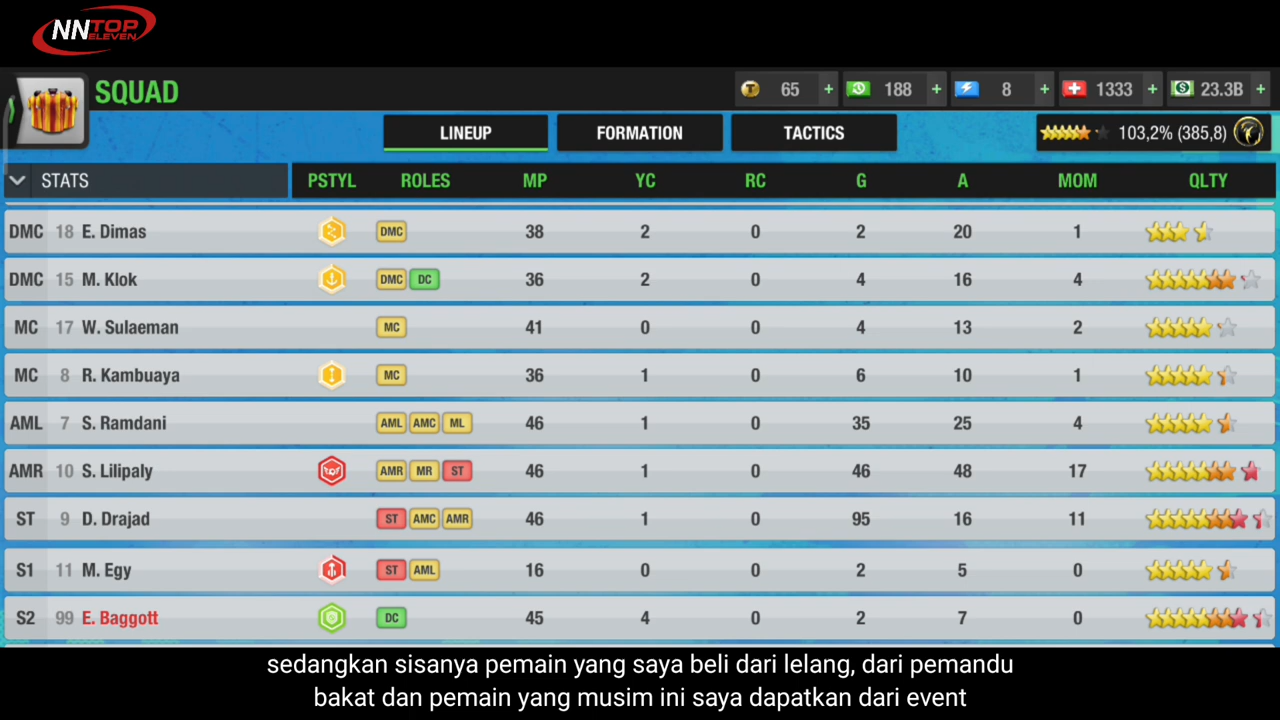 NNTOP
ELEVEN
SQUAD
65 + 188 + 8 + 1333 + 23.3B +
LINEUP FORMATION TACTICS 103,2% (385,8)
STATS PSTYL ROLES MP YC RC G A MOM QLTY
DMC 18 E. Dimas DMC 38 2 0 2 20 1
DMC 15 M. Klok DMC DC 36 2 0 4 16 4
MC 17 W. Sulaeman MC 41 0 0 4 13 2
MC 8 R. Kambuaya MC 36 1 0 6 10 1
AML 7 S. Ramdani AML AMC ML 46 1 0 35 25 4
AMR 10 S. Lilipaly AMR MR ST 46 1 0 46 48 17
ST 9 D. Drajad ST AMC AMR 46 1 0 95 16 11
S1 11 M. Egy ST AML 16 0 0 2 5 0
S2 99 E. Baggott DC 45 4 0 2 7 0
sedangkan sisanya pemain yang saya beli dari lelang, dari pemandu
bakat dan pemain yang musim ini saya dapatkan dari event